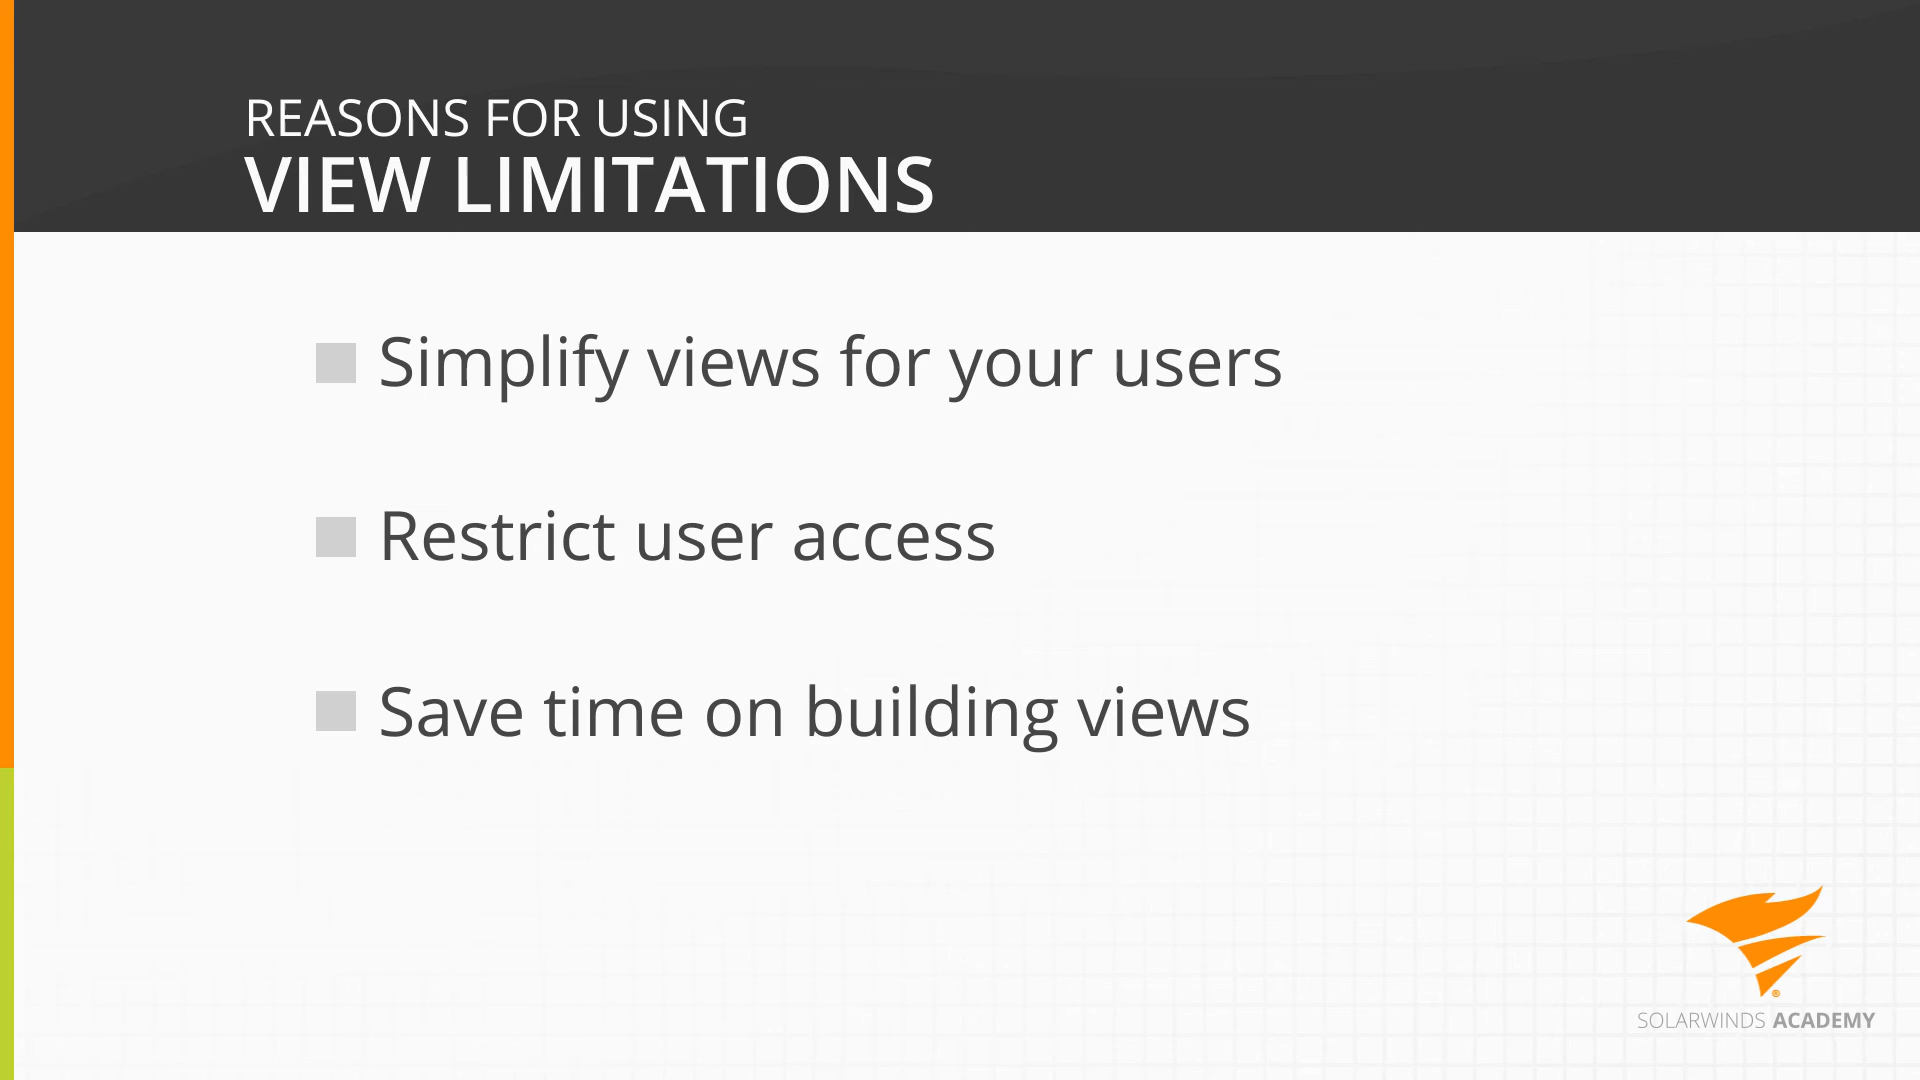 REASONS FOR USING
VIEW LIMITATIONS
Simplify views for your users
Restrict user access
Save time on building views
®
SOLARWINDS ACADEMY